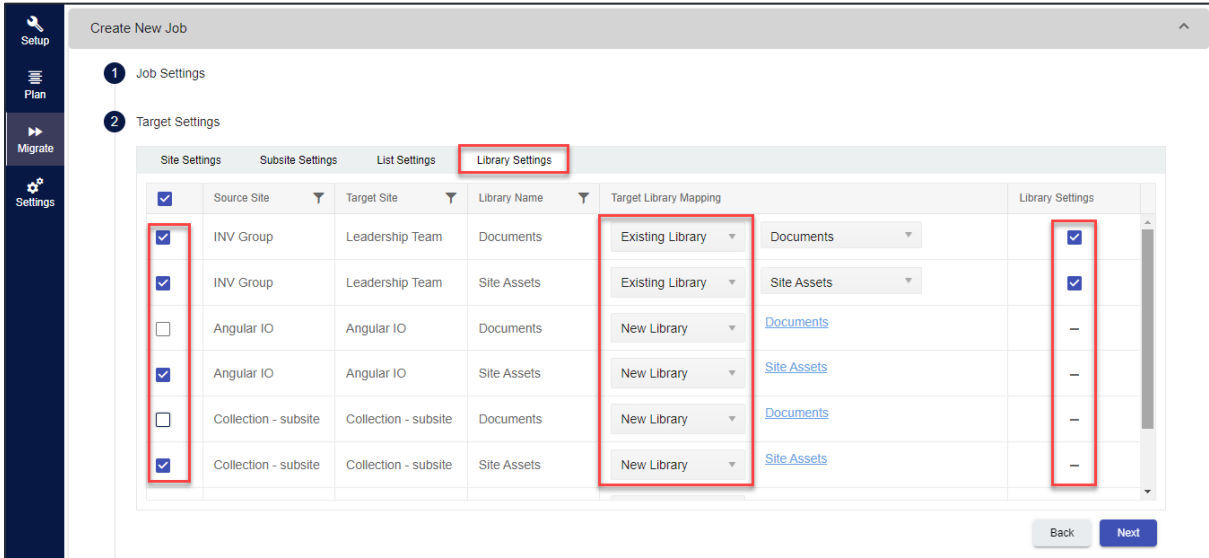 Setup
Plan
Migrate
Settings
Create New Job
1 Job Settings
2 Target Settings
Site Settings Subsite Settings List Settings Library Settings
Source Site Target Site Library Name Target Library Mapping Library Settings
INV Group Leadership Team Documents Existing Library Documents
INV Group Leadership Team Site Assets Existing Library Site Assets
Angular IO Angular IO Documents New Library Documents –
Angular IO Angular IO Site Assets New Library Site Assets –
Collection - subsite Collection - subsite Documents New Library Documents –
Collection - subsite Collection - subsite Site Assets New Library Site Assets –
Back Next